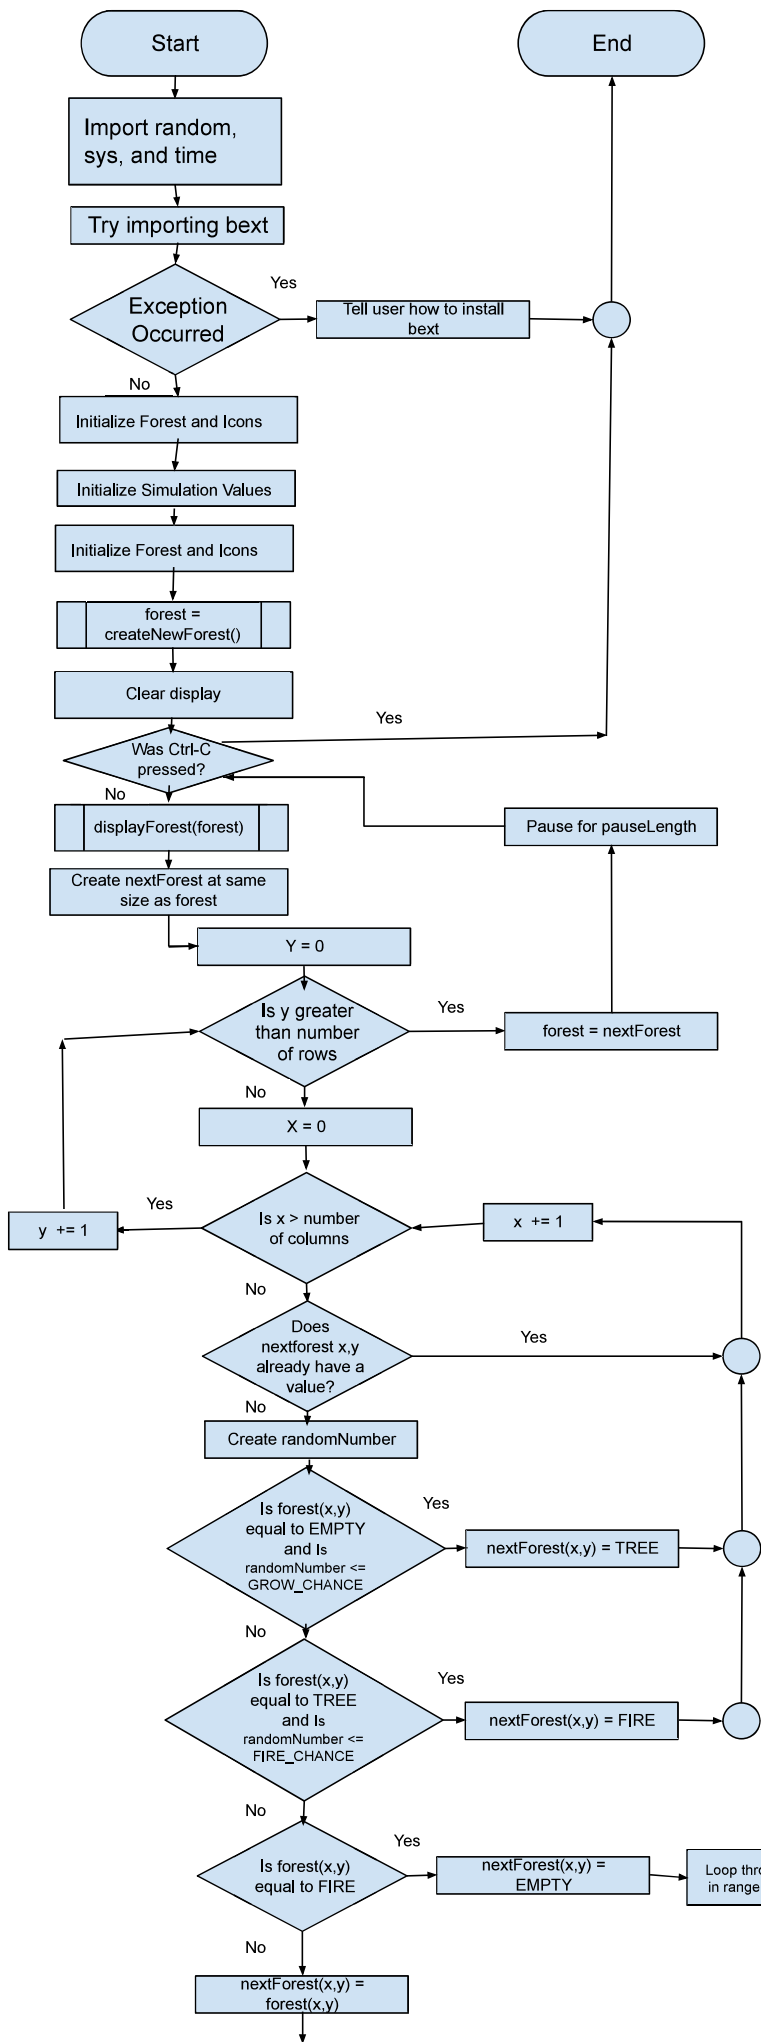 Start
End
Import random,
sys, and time
Try importing bext
Yes
Exception
Occurred
Tell user how to install
bext
No
Initialize Forest and Icons
Initialize Simulation Values
Initialize Forest and Icons
forest =
createNewForest()
Clear display
Yes
Was Ctrl-C
pressed?
No
displayForest(forest)
Pause for pauseLength
Create nextForest at same
size as forest
Y = 0
Is y greater
than number
of rows
Yes
forest = nextForest
No
X = 0
Yes
y += 1
Is x > number
of columns
x += 1
No
Does
nextforest x,y
already have a
value?
Yes
No
Create randomNumber
Is forest(x,y)
equal to EMPTY
and Is
randomNumber <=
GROW_CHANCE
Yes
nextForest(x,y) = TREE
No
Is forest(x,y)
equal to TREE
and Is
randomNumber <=
FIRE_CHANCE
Yes
nextForest(x,y) = FIRE
No
Is forest(x,y)
equal to FIRE
Yes
nextForest(x,y) =
EMPTY
Loop
in range
No
nextForest(x,y) =
forest(x,y)